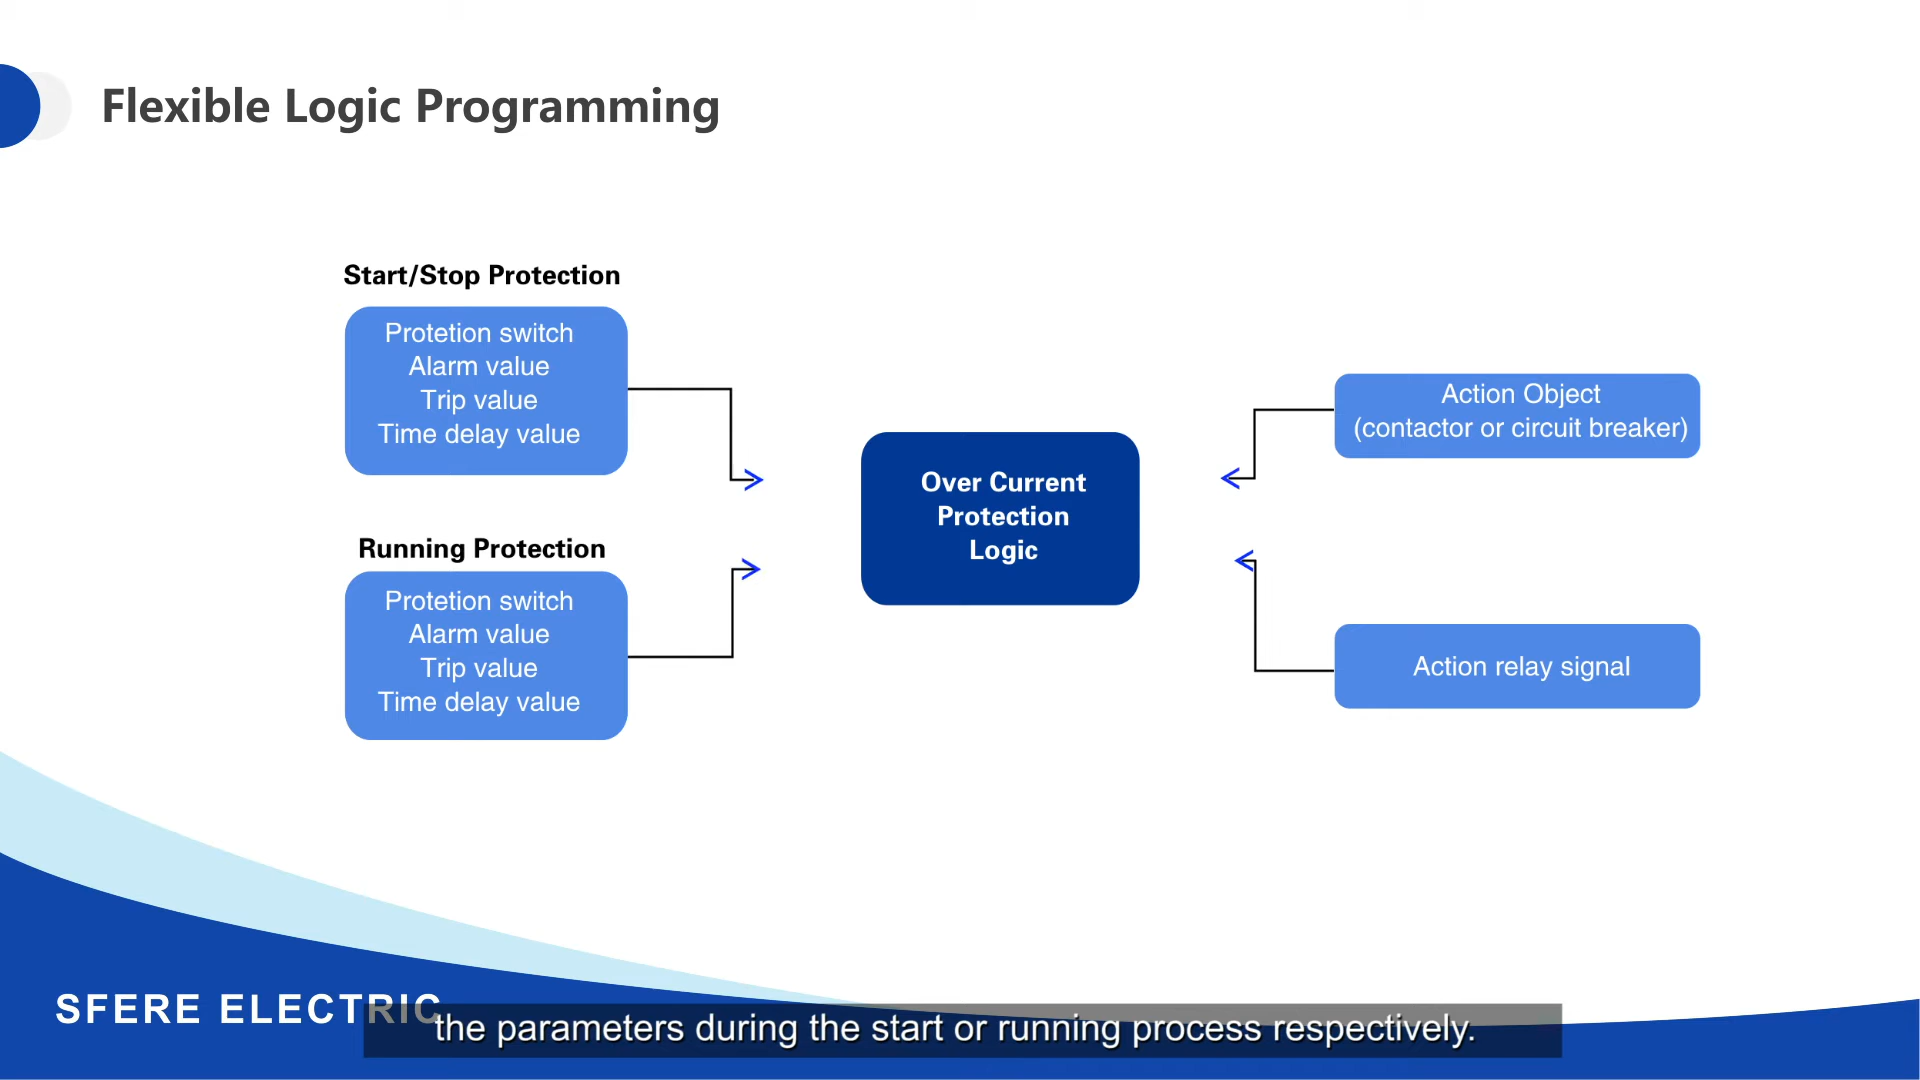 Flexible Logic Programming
Start/Stop Protection
Protetion switch
Alarm value
Trip value
Time delay value
Running Protection
Protetion switch
Alarm value
Trip value
Time delay value
Over Current
Protection
Logic
Action Object
(contactor or circuit breaker)
Action relay signal
SFERE ELECTRIC
the parameters during the start or running process respectively.